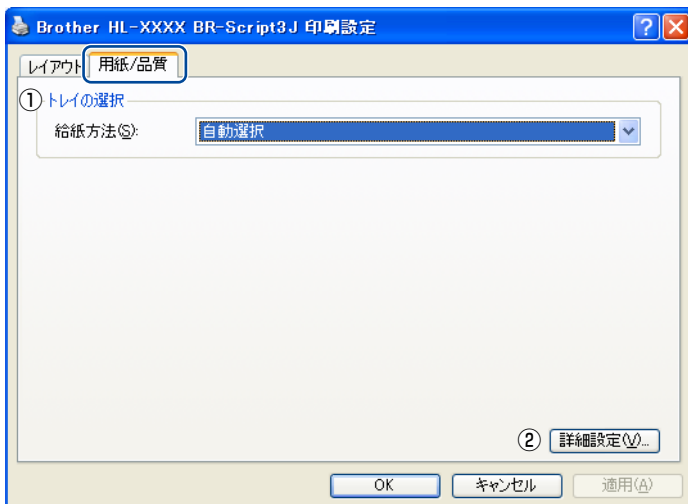 Brother HL-XXXX BR-Script3J 印刷設定
レイアウト 用紙/品質
① トレイの選択
給紙方法(S): 自動選択
② 詳細設定(V)...
OK キャンセル 適用(A)